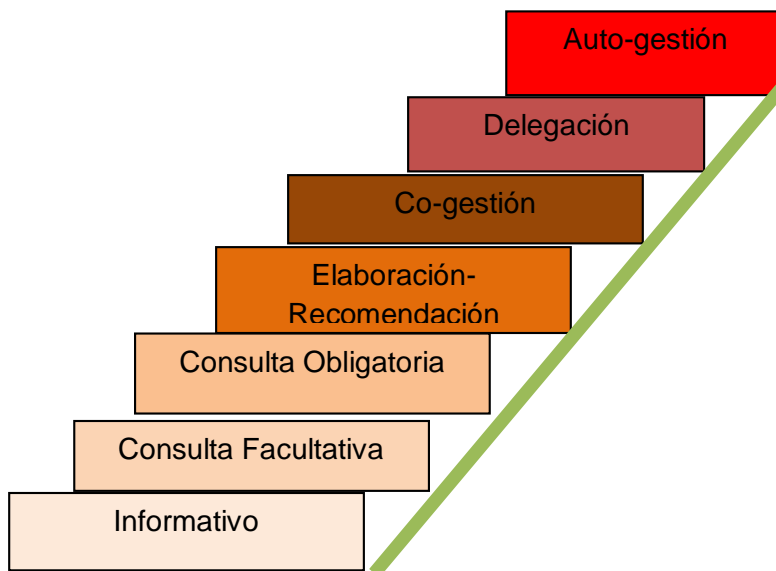 Auto-gestión
Delegación
Co-gestión
Elaboración-
Recomendación
Consulta Obligatoria
Consulta Facultativa
Informativo